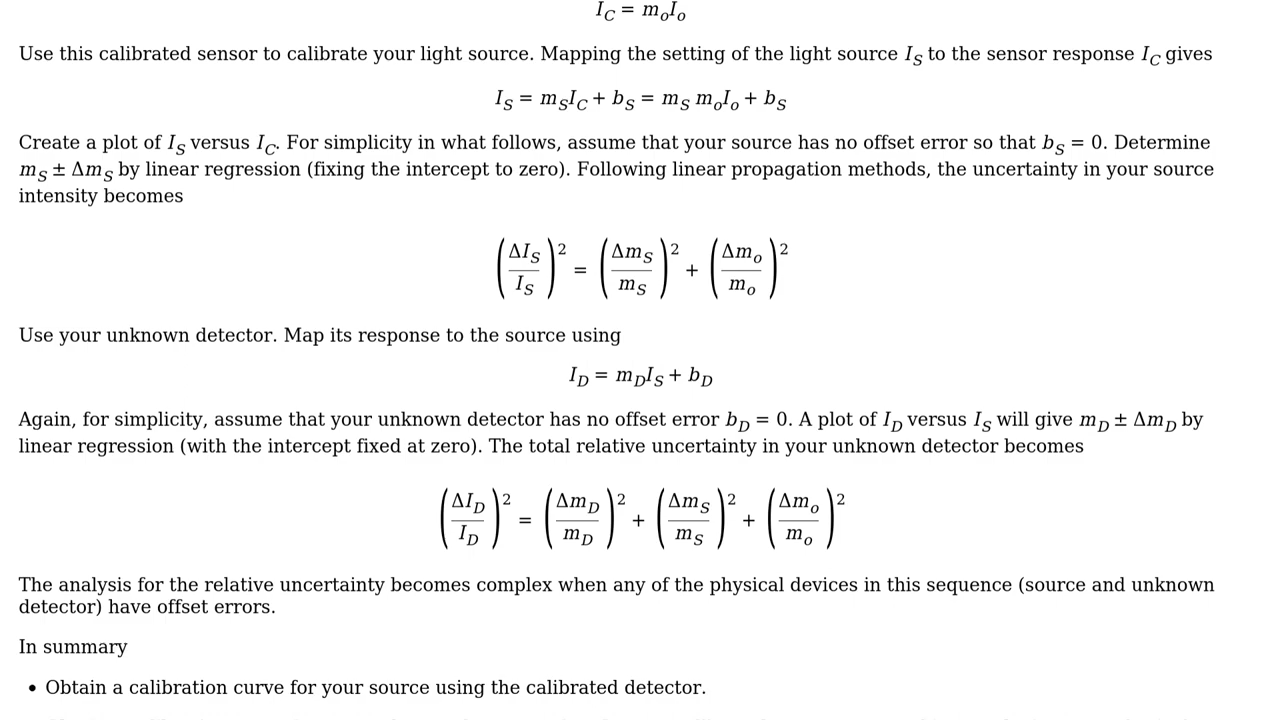 I_C = m_oI_o
Use this calibrated sensor to calibrate your light source. Mapping the setting of the light source I_S to the sensor response I_C gives
I_S = m_SI_C + b_S = m_S m_oI_o + b_S
Create a plot of I_S versus I_C. For simplicity in what follows, assume that your source has no offset error so that b_S = 0. Determine
m_S ± Δm_S by linear regression (fixing the intercept to zero). Following linear propagation methods, the uncertainty in your source
intensity becomes
(ΔI_S / I_S)^2 = (Δm_S / m_S)^2 + (Δm_o / m_o)^2
Use your unknown detector. Map its response to the source using
I_D = m_DI_S + b_D
Again, for simplicity, assume that your unknown detector has no offset error b_D = 0. A plot of I_D versus I_S will give m_D ± Δm_D by
linear regression (with the intercept fixed at zero). The total relative uncertainty in your unknown detector becomes
(ΔI_D / I_D)^2 = (Δm_D / m_D)^2 + (Δm_S / m_S)^2 + (Δm_o / m_o)^2
The analysis for the relative uncertainty becomes complex when any of the physical devices in this sequence (source and unknown
detector) have offset errors.
In summary
• Obtain a calibration curve for your source using the calibrated detector.